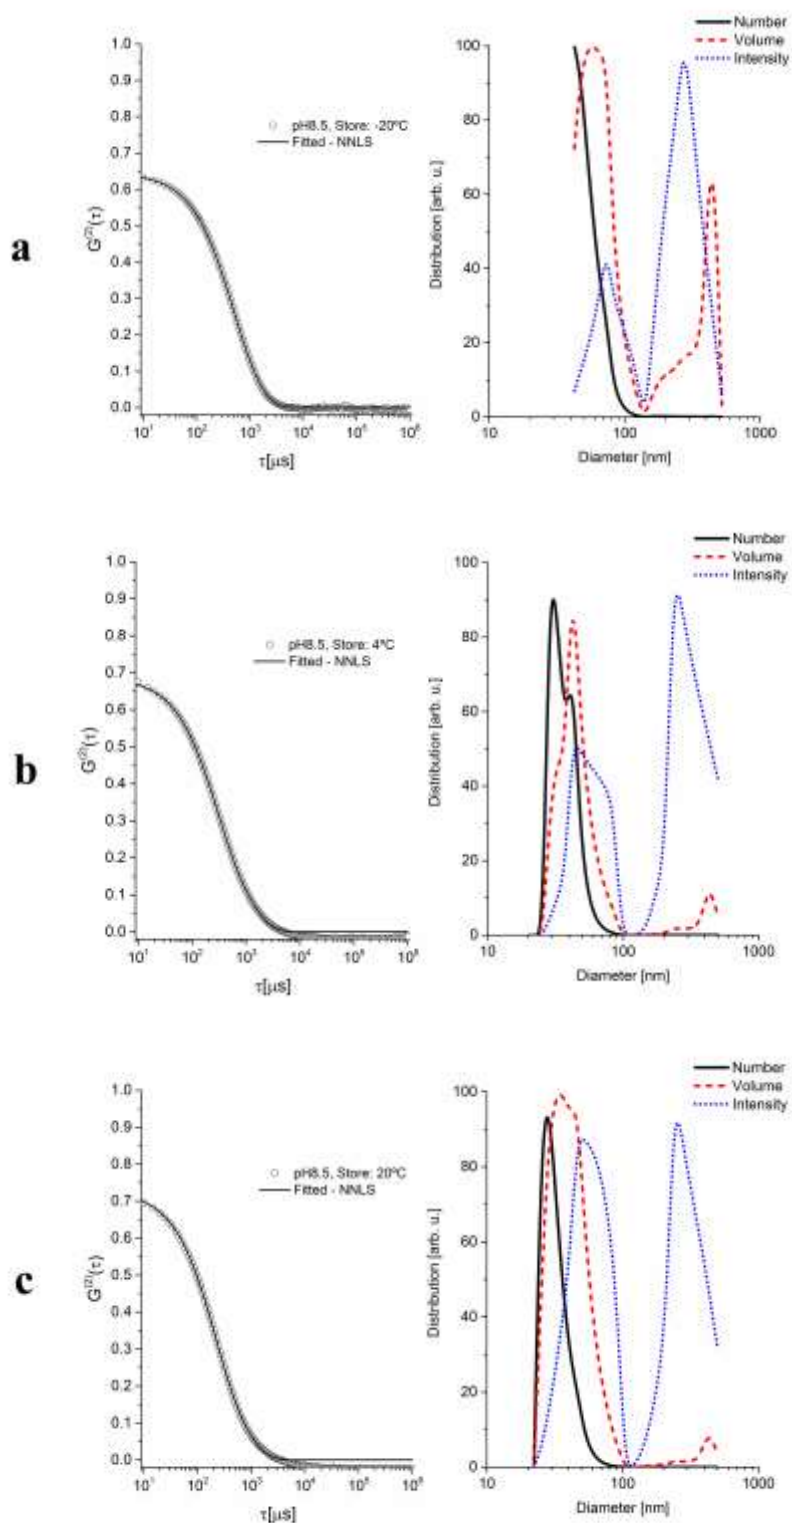 a
1.0
0.9
0.8
0.7
0.6
0.5
0.4
0.3
0.2
0.1
0.0
G⁽²⁾(τ)
pH8.5, Store: -20ºC
Fitted - NNLS
10¹ 10² 10³ 10⁴ 10⁵ 10⁶
τ[μs]
Number
Volume
Intensity
100
80
60
40
20
0
Distribution [arb. u.]
10 100 1000
Diameter [nm]
b
1.0
0.9
0.8
0.7
0.6
0.5
0.4
0.3
0.2
0.1
0.0
G⁽²⁾(τ)
pH8.5, Store: 4ºC
Fitted - NNLS
10¹ 10² 10³ 10⁴ 10⁵ 10⁶
τ[μs]
Number
Volume
Intensity
100
80
60
40
20
0
Distribution [arb. u.]
10 100 1000
Diameter [nm]
c
1.0
0.9
0.8
0.7
0.6
0.5
0.4
0.3
0.2
0.1
0.0
G⁽²⁾(τ)
pH8.5, Store: 20ºC
Fitted - NNLS
10¹ 10² 10³ 10⁴ 10⁵ 10⁶
τ[μs]
Number
Volume
Intensity
100
80
60
40
20
0
Distribution [arb. u.]
10 100 1000
Diameter [nm]